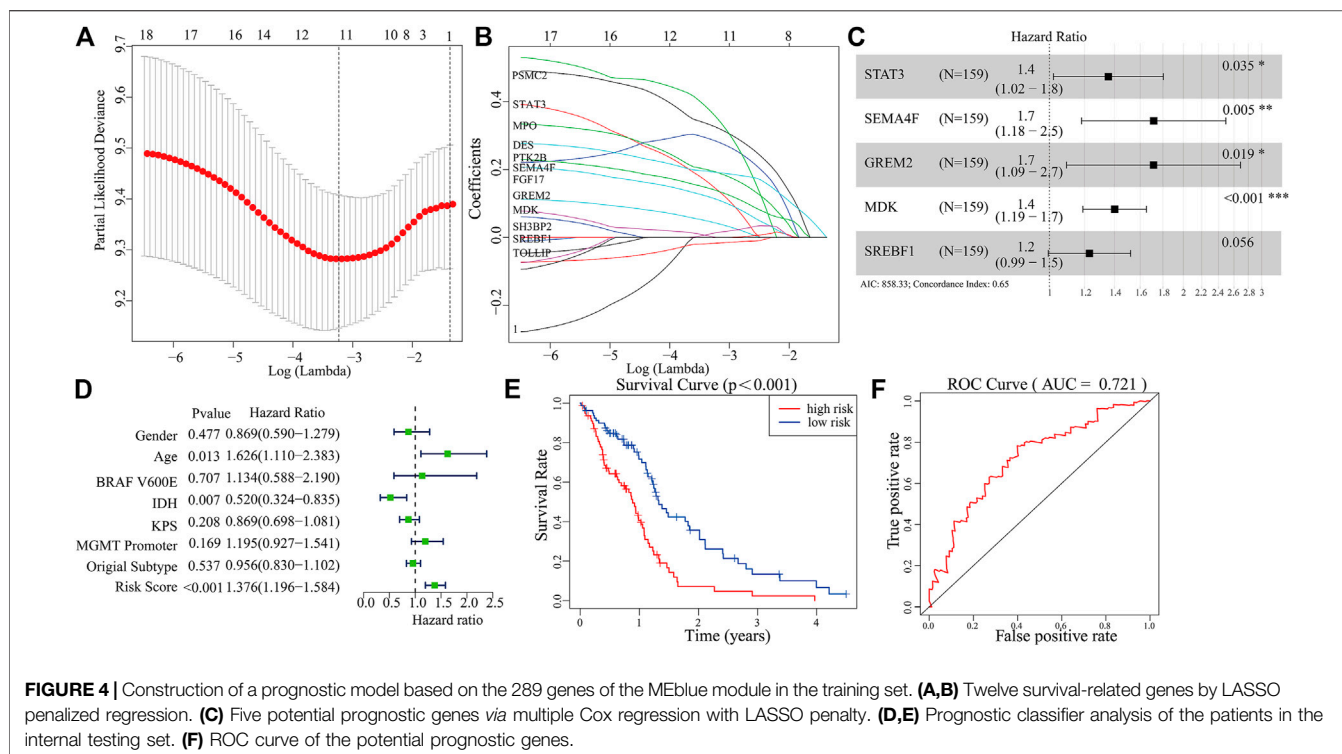 A
18 17 16 14 12 11 10 8 3 1
9.7
9.6
9.5
9.4
9.3
9.2
Partial Likelihood Deviance
−6 −5 −4 −3 −2
Log (Lambda)
B
17 16 14 11 9 8
0.4
0.2
0.0
−0.2
Coefficients
PSMC2
STAT3
MPO
DES
PTK2B
SEMA4F
FGF17
GREM2
MDK
SH3BP2
SREBF1
TOLLIP
1
−6 −5 −4 −3 −2
Log (Lambda)
C
Hazard Ratio
STAT3 (N=159) 1.4 (1.02 − 1.8) 0.035 *
SEMA4F (N=159) 1.7 (1.18 − 2.5) 0.005 **
GREM2 (N=159) 1.7 (1.09 − 2.7) 0.019 *
MDK (N=159) 1.4 (1.19 − 1.7) <0.001 ***
SREBF1 (N=159) 1.2 (0.99 − 1.5) 0.056
AIC: 858.33; Concordance Index: 0.65
1 1.2 1.4 1.6 1.8 2 2.2 2.4 2.6 2.8 3
D
Pvalue Hazard Ratio
Gender 0.477 0.869(0.590−1.279)
Age 0.013 1.626(1.110−2.383)
BRAF V600E 0.707 1.134(0.588−2.190)
IDH 0.007 0.520(0.324−0.835)
KPS 0.208 0.869(0.698−1.081)
MGMT Promoter 0.169 1.195(0.927−1.541)
Origial Subtype 0.537 0.956(0.830−1.102)
Risk Score <0.001 1.376(1.196−1.584)
0.0 0.5 1.0 1.5 2.0 2.5
Hazard ratio
E
Survival Curve (p<0.001)
high risk
low risk
1.0
0.8
0.6
0.4
0.2
0.0
Survival Rate
0 1 2 3 4
Time (years)
F
ROC Curve ( AUC = 0.721 )
1.0
0.8
0.6
0.4
0.2
0.0
True positive rate
0.0 0.2 0.4 0.6 0.8 1.0
False positive rate
FIGURE 4 | Construction of a prognostic model based on the 289 genes of the MEblue module in the training set. (A,B) Twelve survival-related genes by LASSO
penalized regression. (C) Five potential prognostic genes via multiple Cox regression with LASSO penalty. (D,E) Prognostic classifier analysis of the patients in the
internal testing set. (F) ROC curve of the potential prognostic genes.